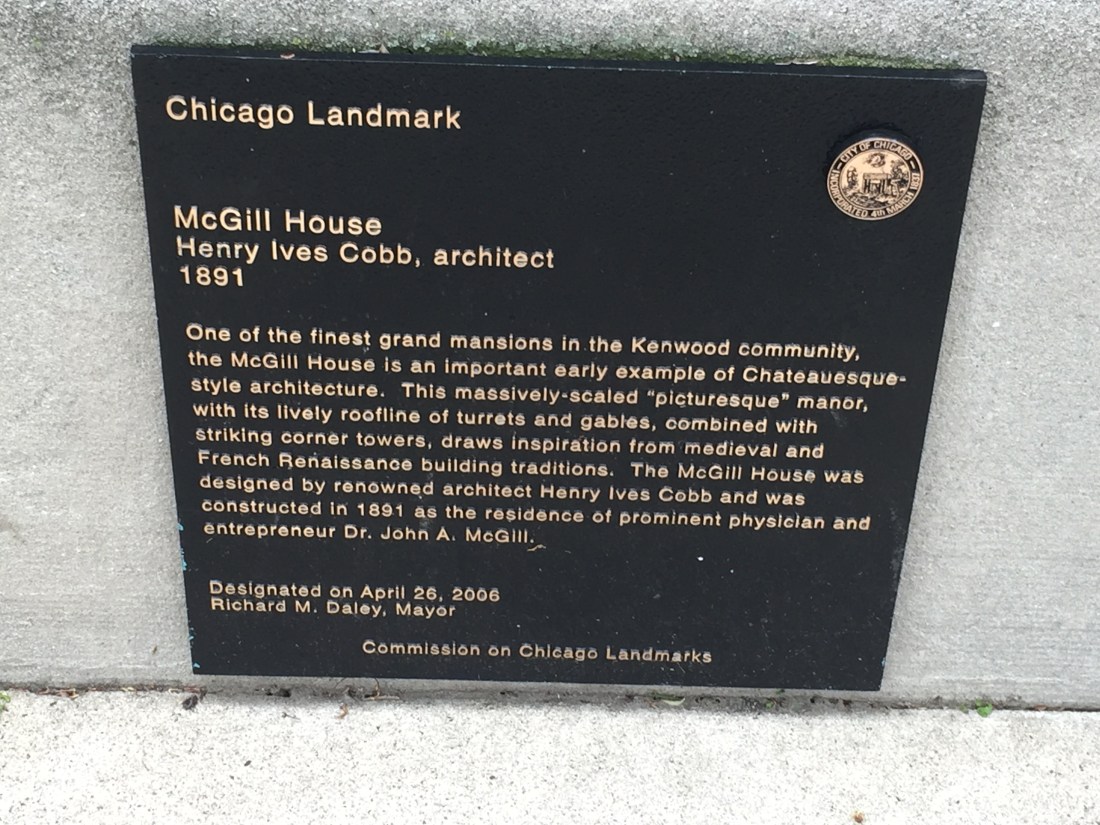 Chicago Landmark
CITY OF CHICAGO
INCORPORATED 4th MARCH 1837
McGill House
Henry Ives Cobb, architect
1891
One of the finest grand mansions in the Kenwood community,
the McGill House is an important early example of Chateauesque-
style architecture. This massively-scaled “picturesque” manor,
with its lively roofline of turrets and gables, combined with
striking corner towers, draws inspiration from medieval and
French Renaissance building traditions. The McGill House was
designed by renowned architect Henry Ives Cobb and was
constructed in 1891 as the residence of prominent physician and
entrepreneur Dr. John A. McGill.
Designated on April 26, 2006
Richard M. Daley, Mayor
Commission on Chicago Landmarks